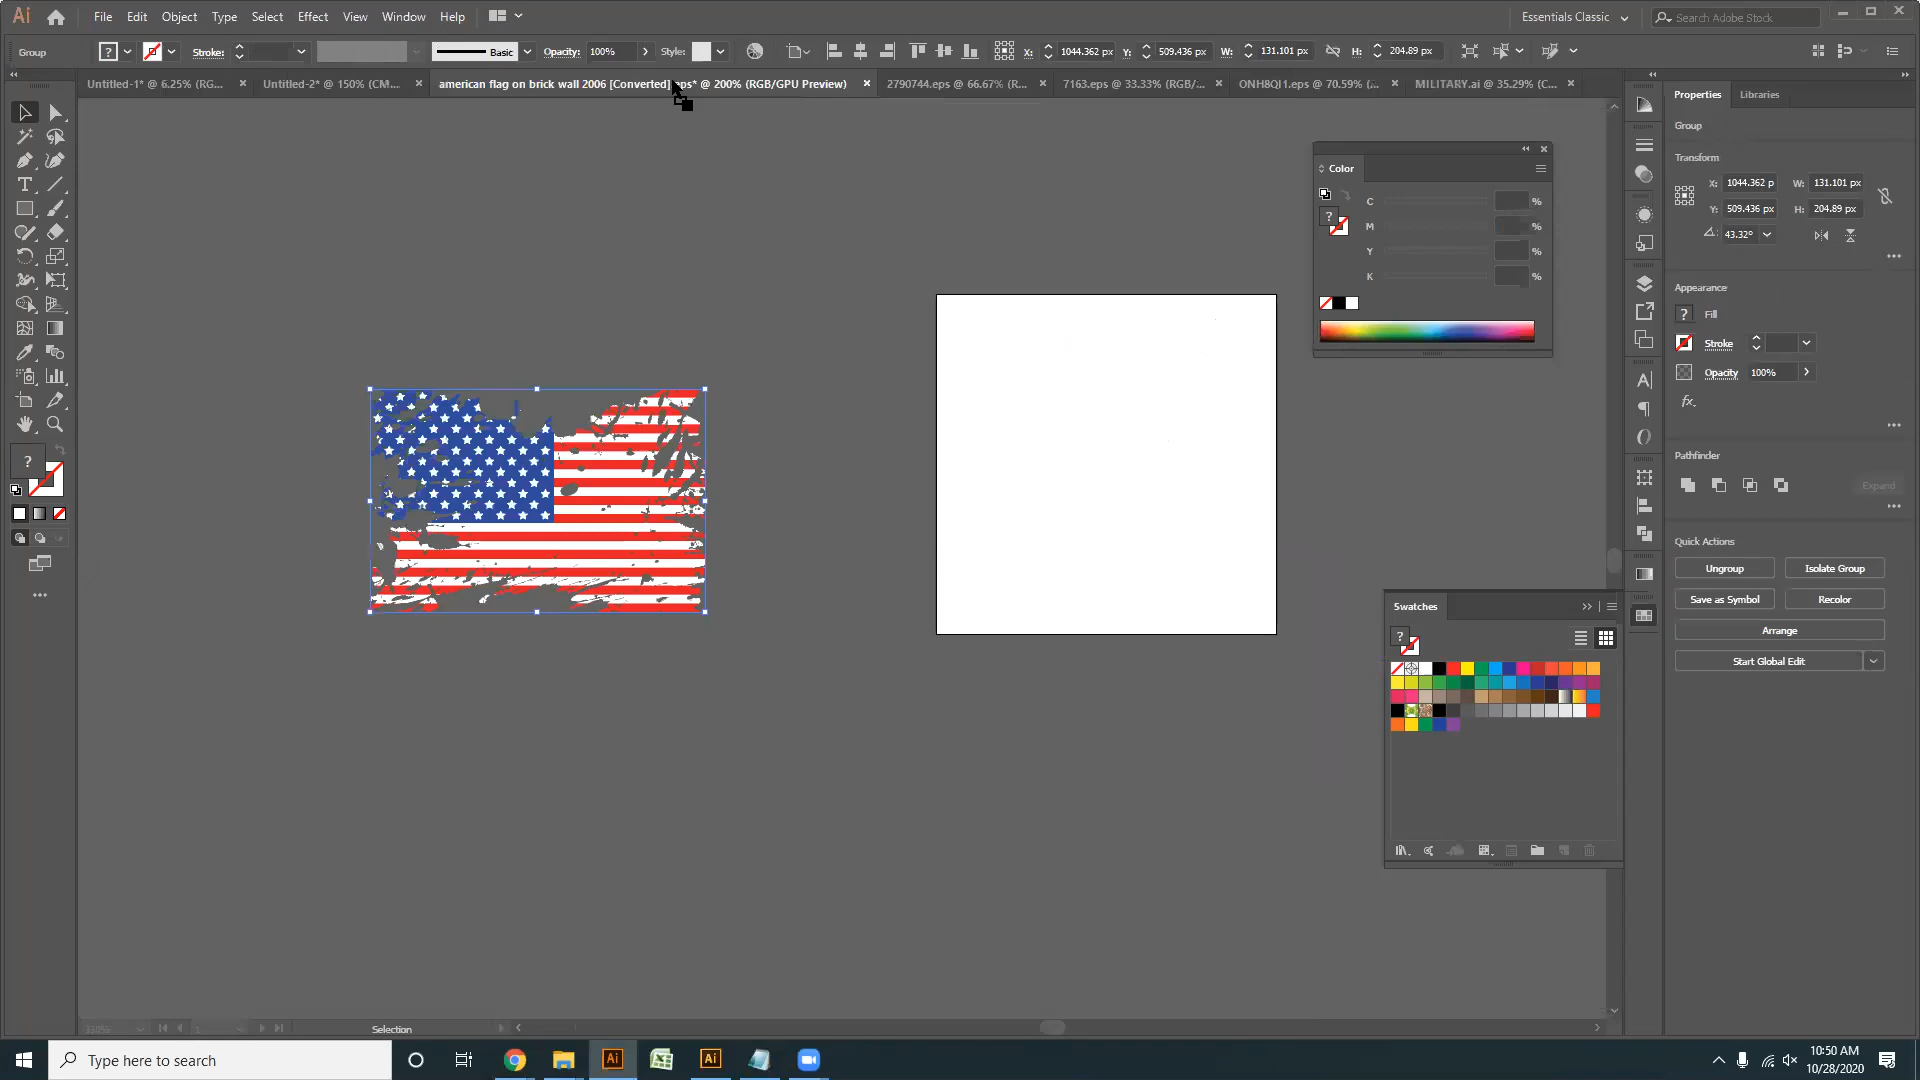 Ai File Edit Object Type Select Effect View Window Help Essentials Classic Search Adobe Stock
Group ? Stroke: Basic Opacity: 100% Style: X: 1044.362 px Y: 509.436 px W: 131.101 px H: 204.89 px
Untitled-1* @ 6.25% (RG... Untitled-2* @ 150% (CM.... american flag on brick wall 2006 [Converted].eps* @ 200% (RGB/GPU Preview) 2790744.eps @ 66.67% (R... 7163.eps @ 33.33% (RGB/... ONH8QJ1.eps @ 70.59% (... MILITARY.ai @ 35.29% (C...
Properties Libraries
Group
Transform
X: 1044.362 p W: 131.101 px
Y: 509.436 px H: 204.89 px
43.32°
Appearance
? Fill
Stroke
Opacity 100%
fx
Pathfinder
Expand
Quick Actions
Ungroup Isolate Group
Save as Symbol Recolor
Arrange
Start Global Edit
Color
C %
? M %
Y %
K %
Swatches
?
?
330% 1 Selection
Type here to search
Ai Ai
10:50 AM
10/28/2020